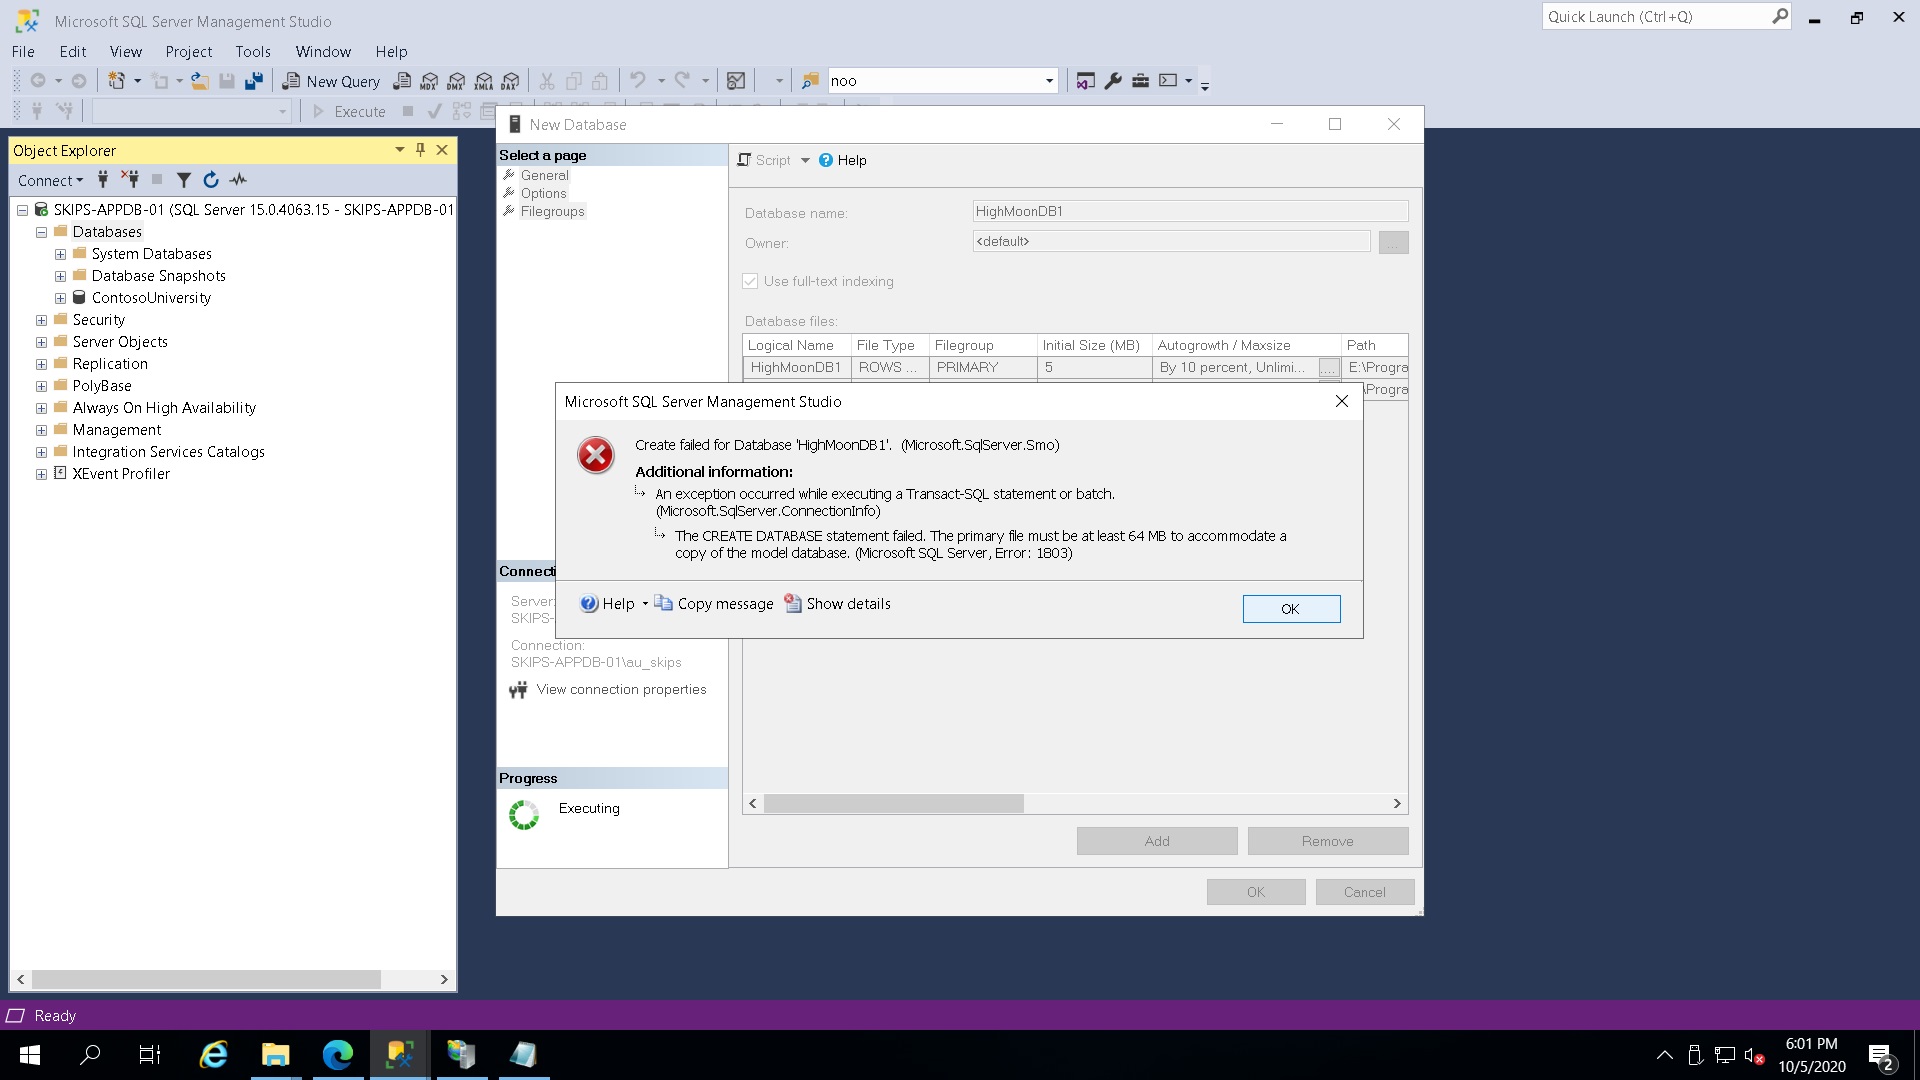 Microsoft SQL Server Management Studio
Quick Launch (Ctrl+Q)
File Edit View Project Tools Window Help
New Query
MDX
DMX
XMLA
DAX
noo
Execute
Object Explorer
Connect
SKIPS-APPDB-01 (SQL Server 15.0.4063.15 - SKIPS-APPDB-01
Databases
System Databases
Database Snapshots
ContosoUniversity
Security
Server Objects
Replication
PolyBase
Always On High Availability
Management
Integration Services Catalogs
XEvent Profiler
New Database
Select a page
General
Options
Filegroups
Script Help
Database name: HighMoonDB1
Owner: <default> ...
Use full-text indexing
Database files:
Logical Name File Type Filegroup Initial Size (MB) Autogrowth / Maxsize Path
HighMoonDB1 ROWS ... PRIMARY 5 By 10 percent, Unlimi... ... E:\Progra
\Progra
Microsoft SQL Server Management Studio
Create failed for Database 'HighMoonDB1'. (Microsoft.SqlServer.Smo)
Additional information:
An exception occurred while executing a Transact-SQL statement or batch.
(Microsoft.SqlServer.ConnectionInfo)
The CREATE DATABASE statement failed. The primary file must be at least 64 MB to accommodate a
copy of the model database. (Microsoft SQL Server, Error: 1803)
Help Copy message Show details OK
Connecti
Server:
SKIPS-
Connection:
SKIPS-APPDB-01\au_skips
View connection properties
Progress
Executing
Add Remove
OK Cancel
Ready
6:01 PM
10/5/2020
2